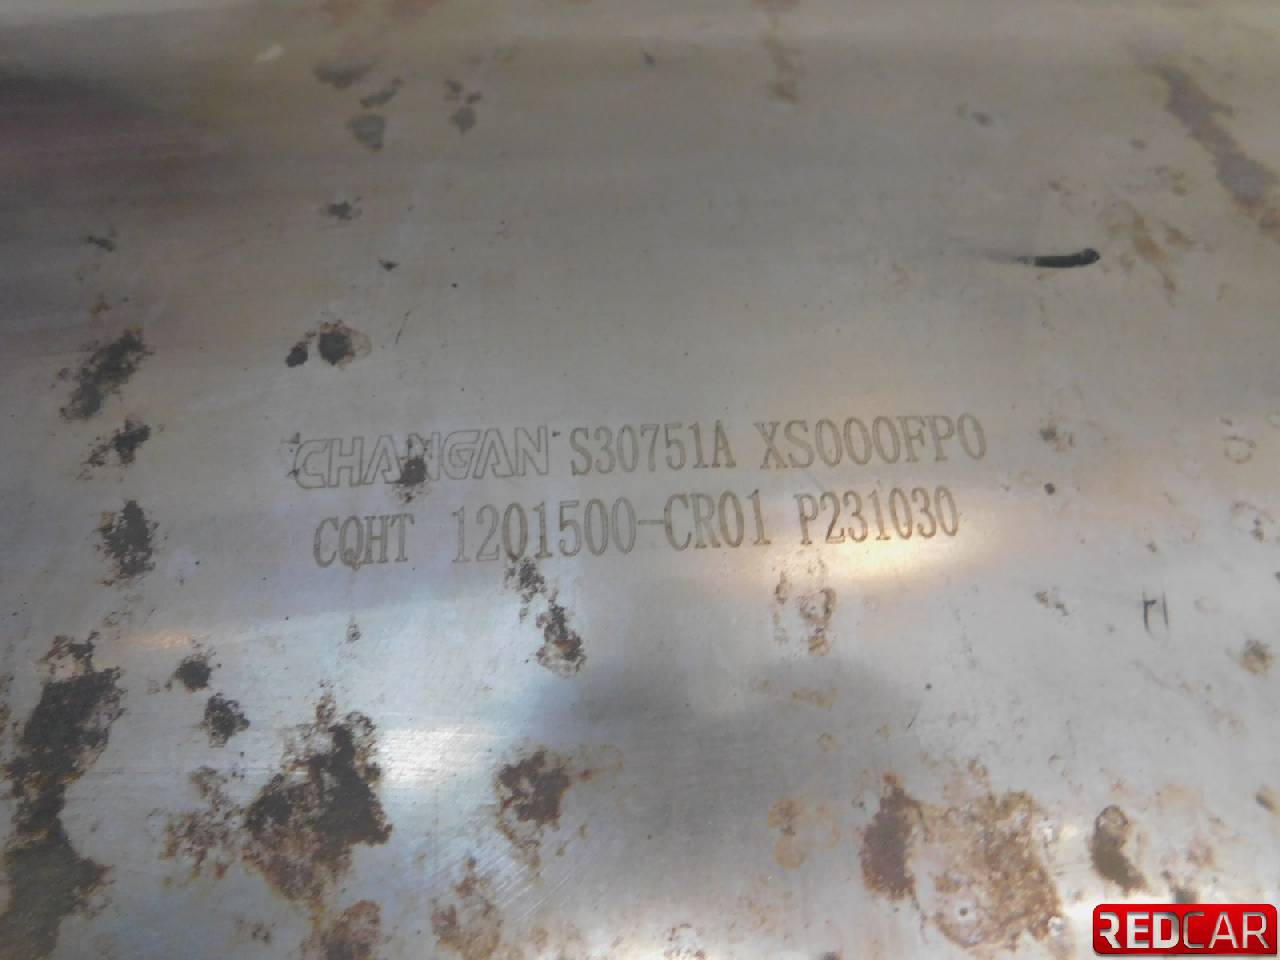 CHANGAN S30751A XS000FP0
CQHT 1201500-CR01 P231030
REDCAR